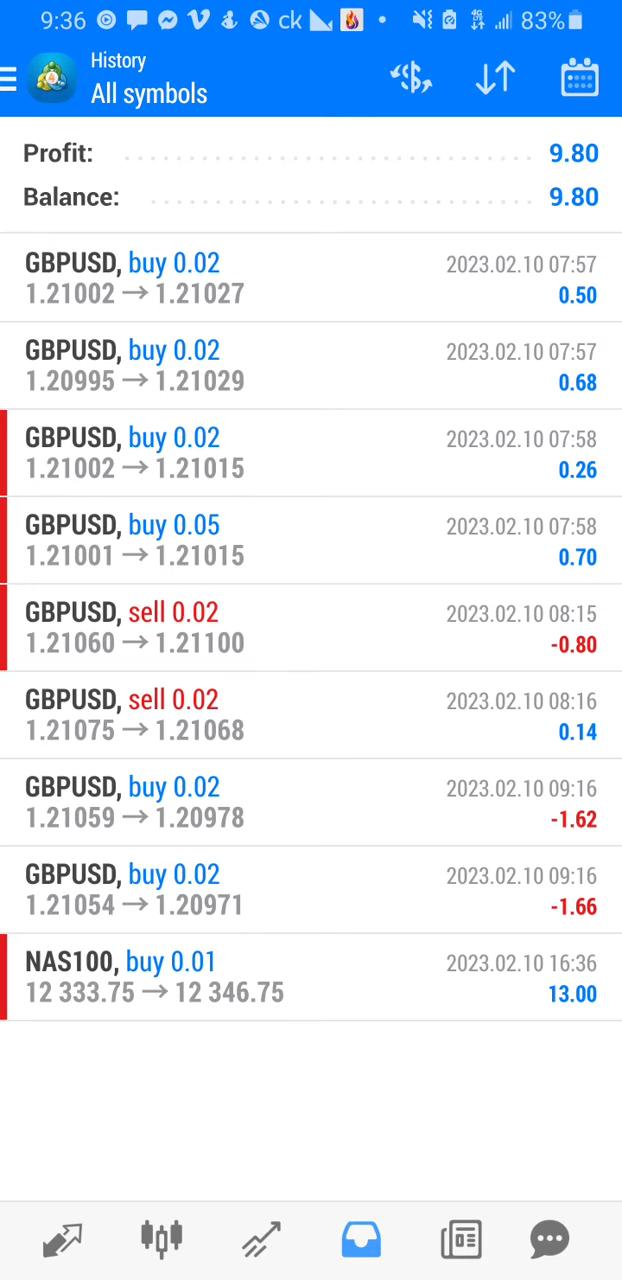 9:36 ck 4G 83%
History
All symbols
Profit: 9.80
Balance: 9.80
GBPUSD, buy 0.02 2023.02.10 07:57
1.21002 → 1.21027 0.50
GBPUSD, buy 0.02 2023.02.10 07:57
1.20995 → 1.21029 0.68
GBPUSD, buy 0.02 2023.02.10 07:58
1.21002 → 1.21015 0.26
GBPUSD, buy 0.05 2023.02.10 07:58
1.21001 → 1.21015 0.70
GBPUSD, sell 0.02 2023.02.10 08:15
1.21060 → 1.21100 -0.80
GBPUSD, sell 0.02 2023.02.10 08:16
1.21075 → 1.21068 0.14
GBPUSD, buy 0.02 2023.02.10 09:16
1.21059 → 1.20978 -1.62
GBPUSD, buy 0.02 2023.02.10 09:16
1.21054 → 1.20971 -1.66
NAS100, buy 0.01 2023.02.10 16:36
12 333.75 → 12 346.75 13.00